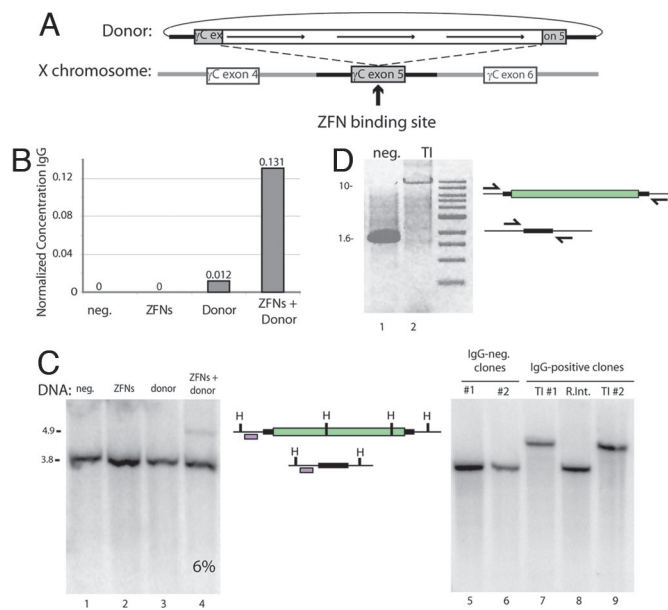 A
Donor:
γC ex
on 5
X chromosome:
γC exon 4
γC exon 5
γC exon 6
ZFN binding site
B
Normalized Concentration IgG
0.12
0.08
0.04
0
0
0
0.012
0.131
neg.
ZFNs
Donor
ZFNs +
Donor
D
neg.
TI
10-
1.6-
1
2
C
DNA:
neg.
ZFNs
donor
ZFNs +
donor
4.9
3.8
6%
1
2
3
4
H
H
H
H
H
H
IgG-neg.
clones
IgG-positive clones
#1
#2
TI #1
R.Int.
TI #2
5
6
7
8
9